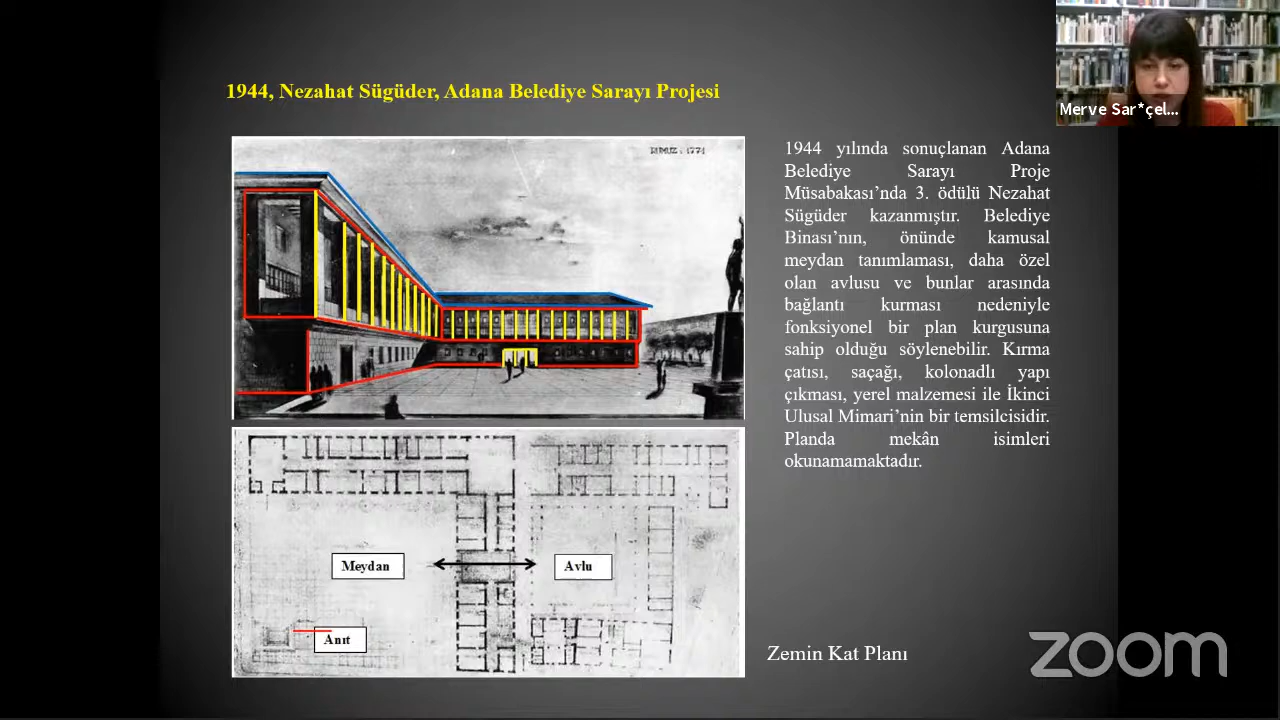 1944, Nezahat Sügüder, Adana Belediye Sarayı Projesi
Merve Sar*çel...
1944 yılında sonuçlanan Adana
Belediye Sarayı Proje
Müsabakası’nda 3. ödülü Nezahat
Sügüder kazanmıştır. Belediye
Binası’nın, önünde kamusal
meydan tanımlaması, daha özel
olan avlusu ve bunlar arasında
bağlantı kurması nedeniyle
fonksiyonel bir plan kurgusuna
sahip olduğu söylenebilir. Kırma
çatısı, saçağı, kolonadlı yapı
çıkması, yerel malzemesi ile İkinci
Ulusal Mimari’nin bir temsilcisidir.
Planda mekân isimleri
okunamamaktadır.
Meydan
Avlu
Anıt
Zemin Kat Planı
zoom